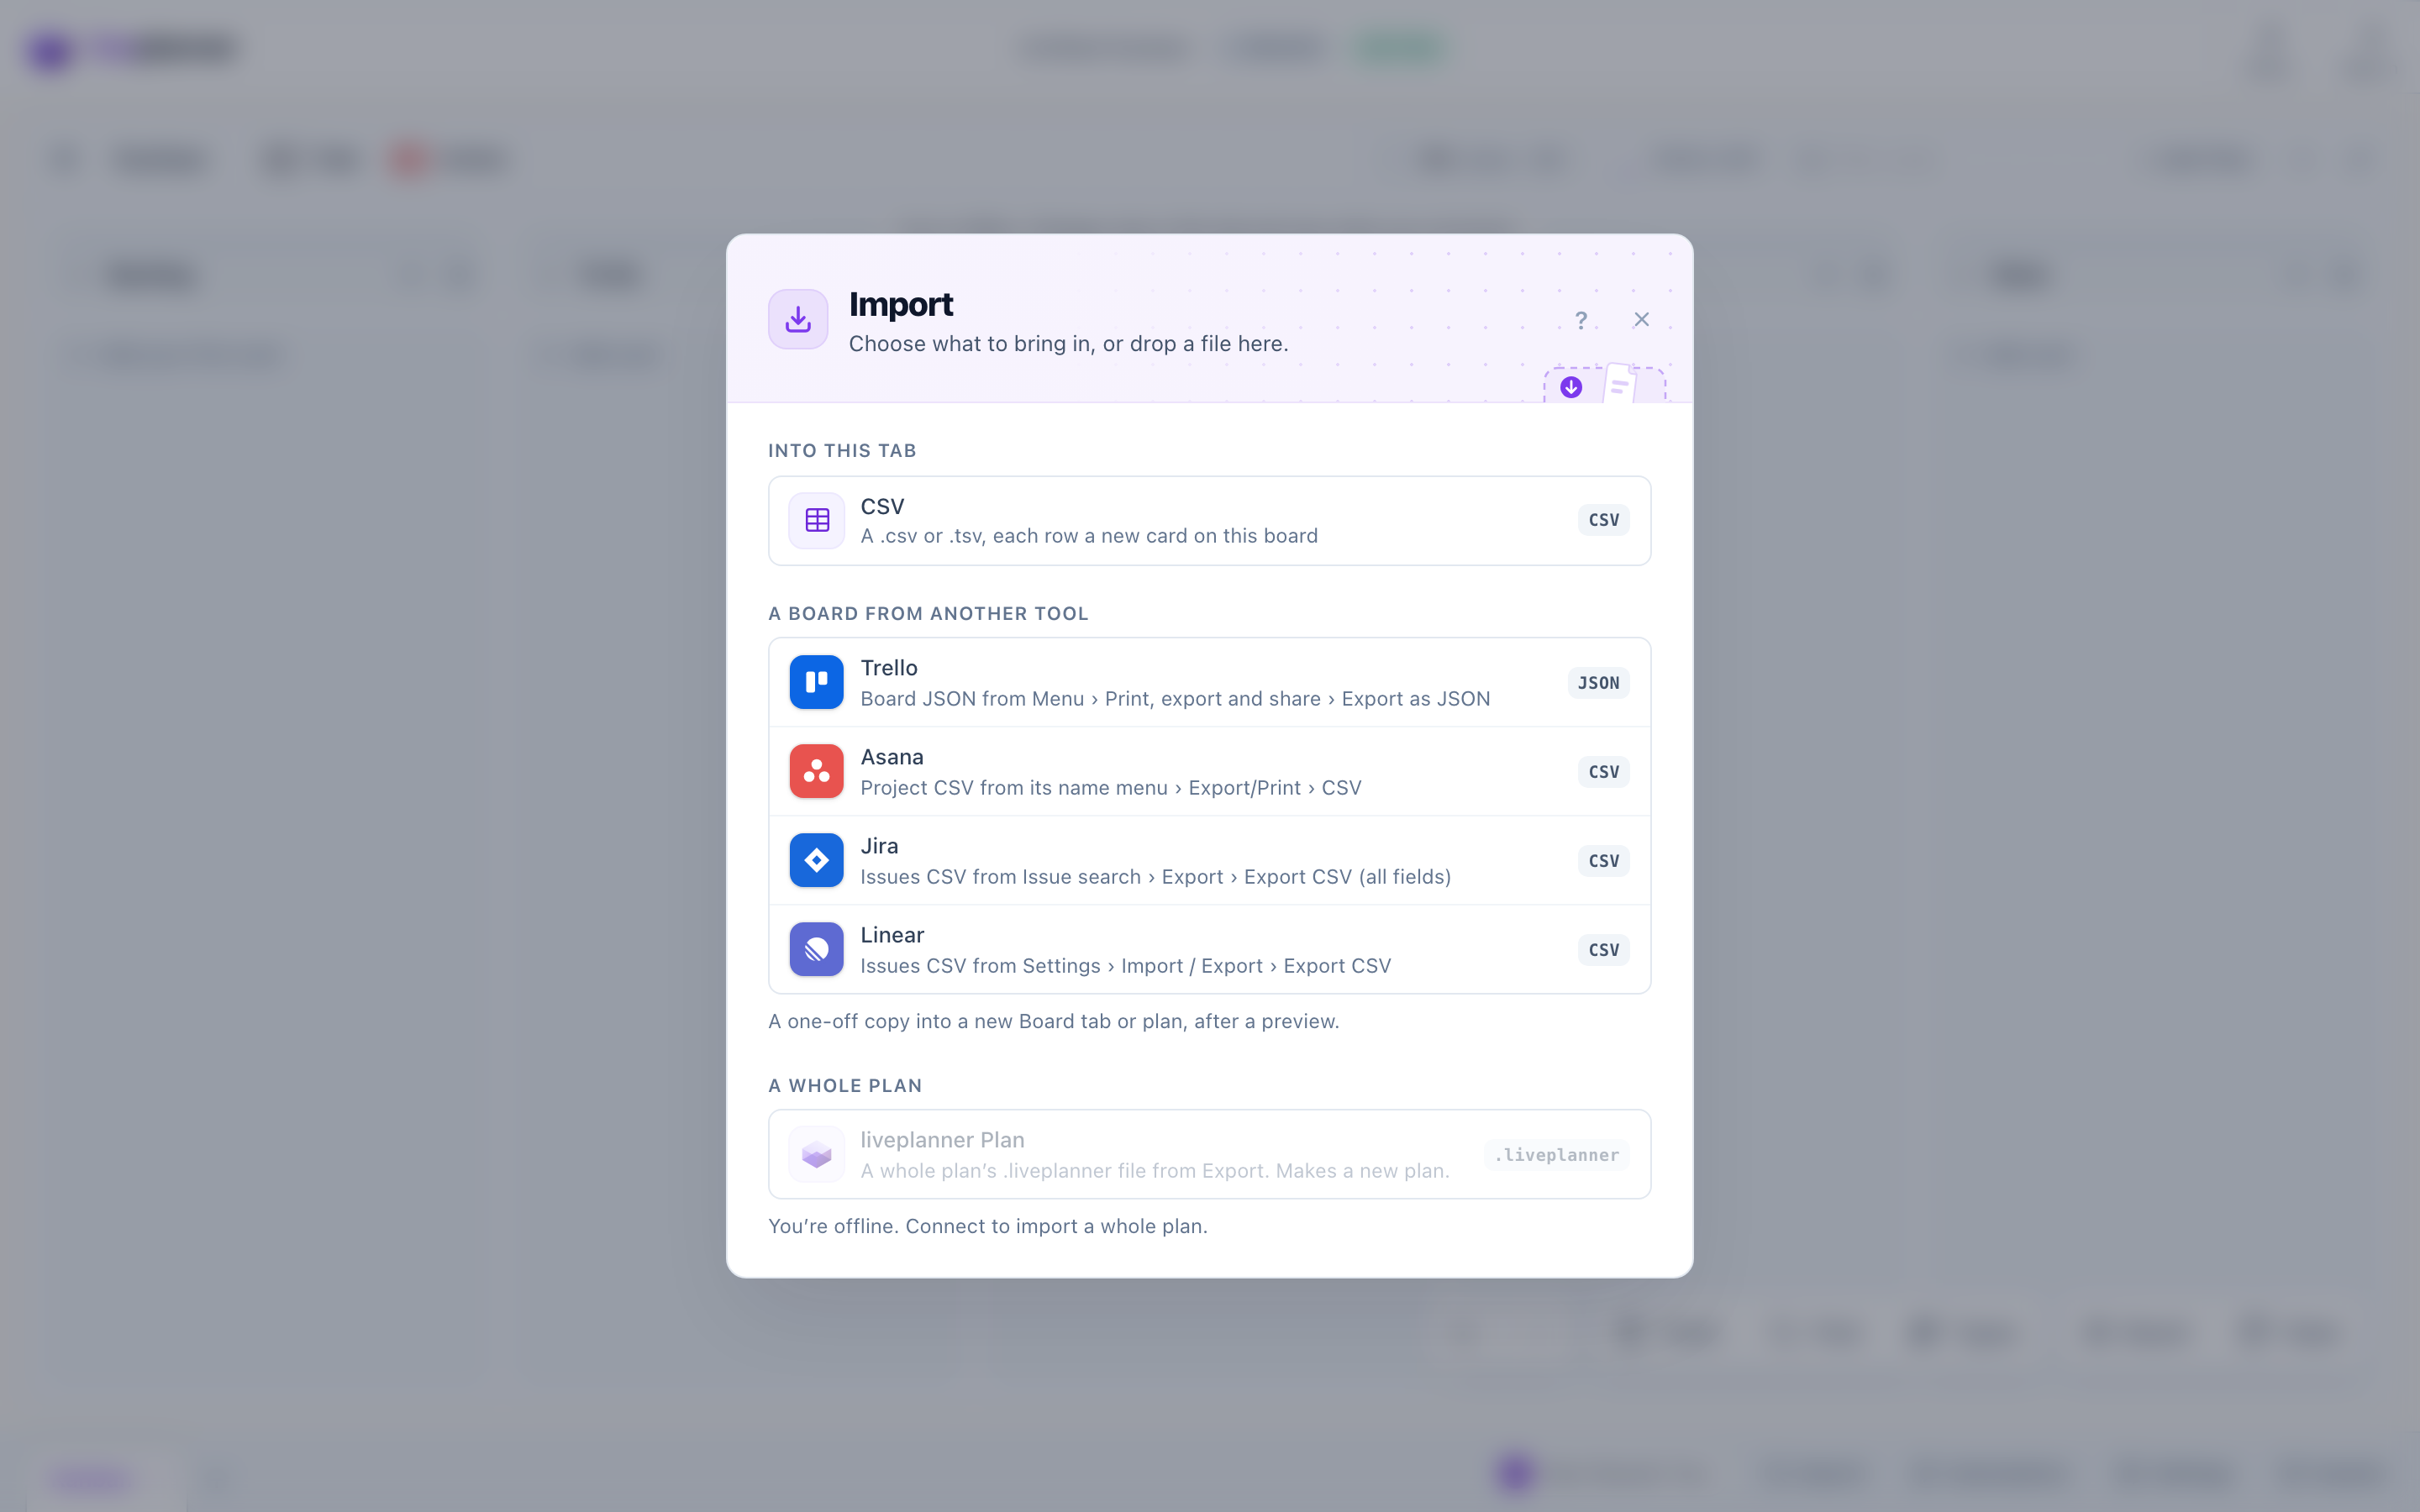 Import
Choose what to bring in, or drop a file here.
?
INTO THIS TAB
CSV
A .csv or .tsv, each row a new card on this board
CSV
A BOARD FROM ANOTHER TOOL
Trello
Board JSON from Menu › Print, export and share › Export as JSON
JSON
Asana
Project CSV from its name menu › Export/Print › CSV
CSV
Jira
Issues CSV from Issue search › Export › Export CSV (all fields)
CSV
Linear
Issues CSV from Settings › Import / Export › Export CSV
CSV
A one-off copy into a new Board tab or plan, after a preview.
A WHOLE PLAN
liveplanner Plan
A whole plan’s .liveplanner file from Export. Makes a new plan.
.liveplanner
You’re offline. Connect to import a whole plan.